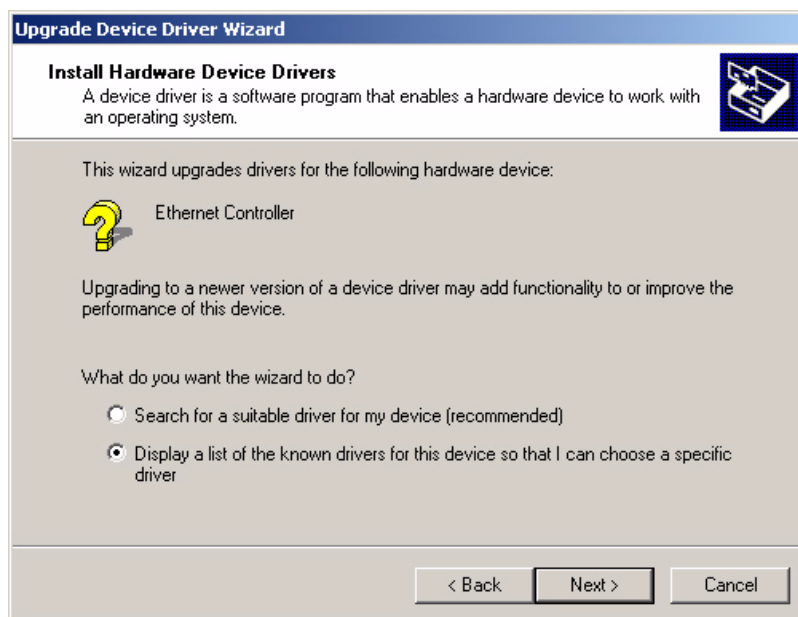 Upgrade Device Driver Wizard
Install Hardware Device Drivers
A device driver is a software program that enables a hardware device to work with
an operating system.
This wizard upgrades drivers for the following hardware device:
Ethernet Controller
Upgrading to a newer version of a device driver may add functionality to or improve the
performance of this device.
What do you want the wizard to do?
Search for a suitable driver for my device (recommended)
Display a list of the known drivers for this device so that I can choose a specific
driver
< Back Next > Cancel